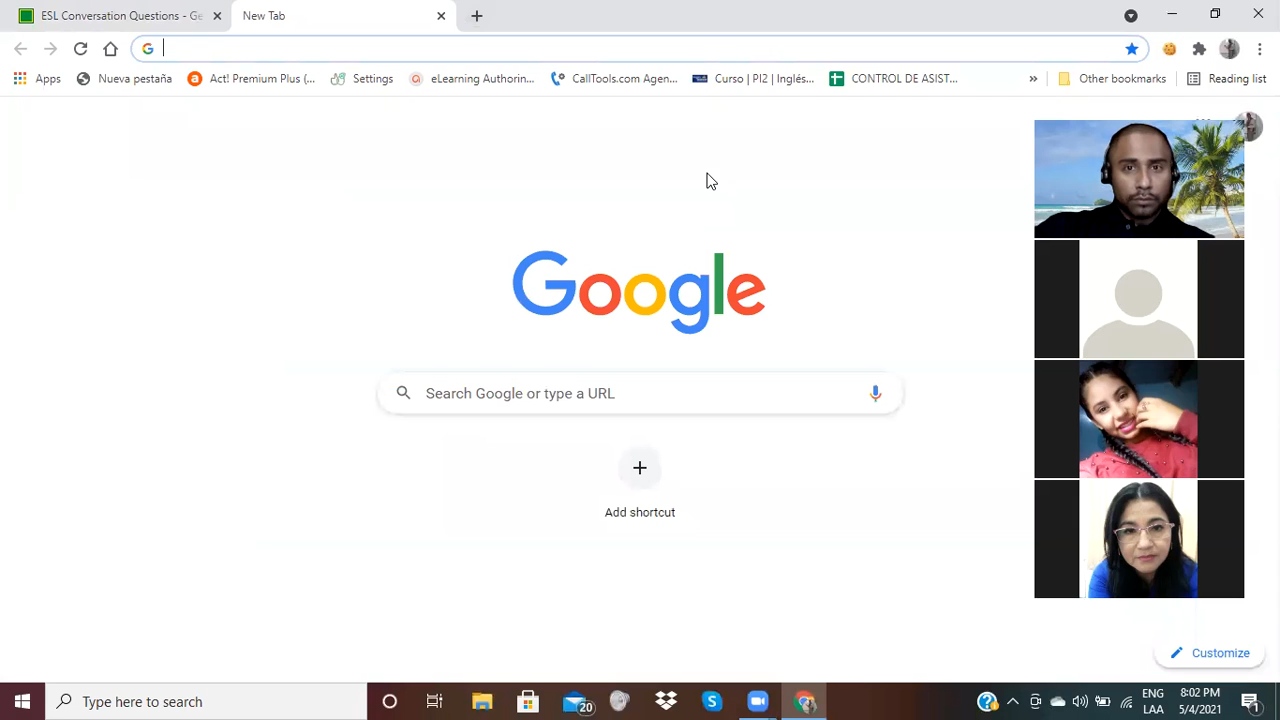 ESL Conversation Questions - Ge
New Tab
Apps
Nueva pestaña
Act! Premium Plus (...
Settings
eLearning Authorin...
CallTools.com Agen...
Curso | PI2 | Inglés...
CONTROL DE ASIST...
»
Other bookmarks
Reading list
Google
Search Google or type a URL
Add shortcut
Customize
Type here to search
20
ENG
LAA
8:02 PM
5/4/2021
1